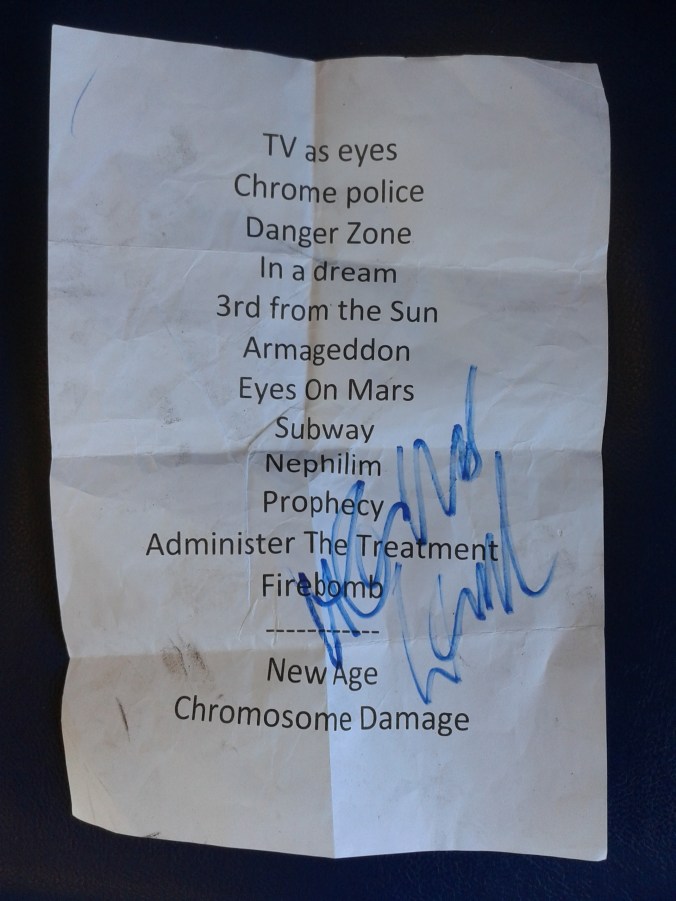 TV as eyes
Chrome police
Danger Zone
In a dream
3rd from the Sun
Armageddon
Eyes On Mars
Subway
Nephilim
Prophecy
Administer The Treatment
Firebomb
------------
New Age
Chromosome Damage